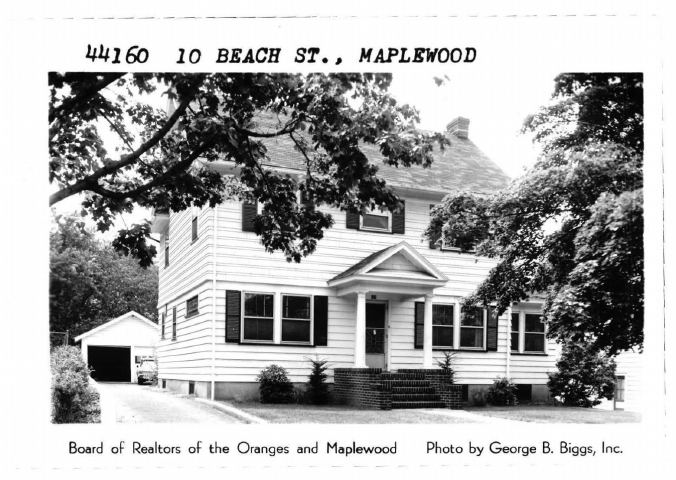 44160 10 BEACH ST., MAPLEWOOD
Board of Realtors of the Oranges and Maplewood Photo by George B. Biggs, Inc.